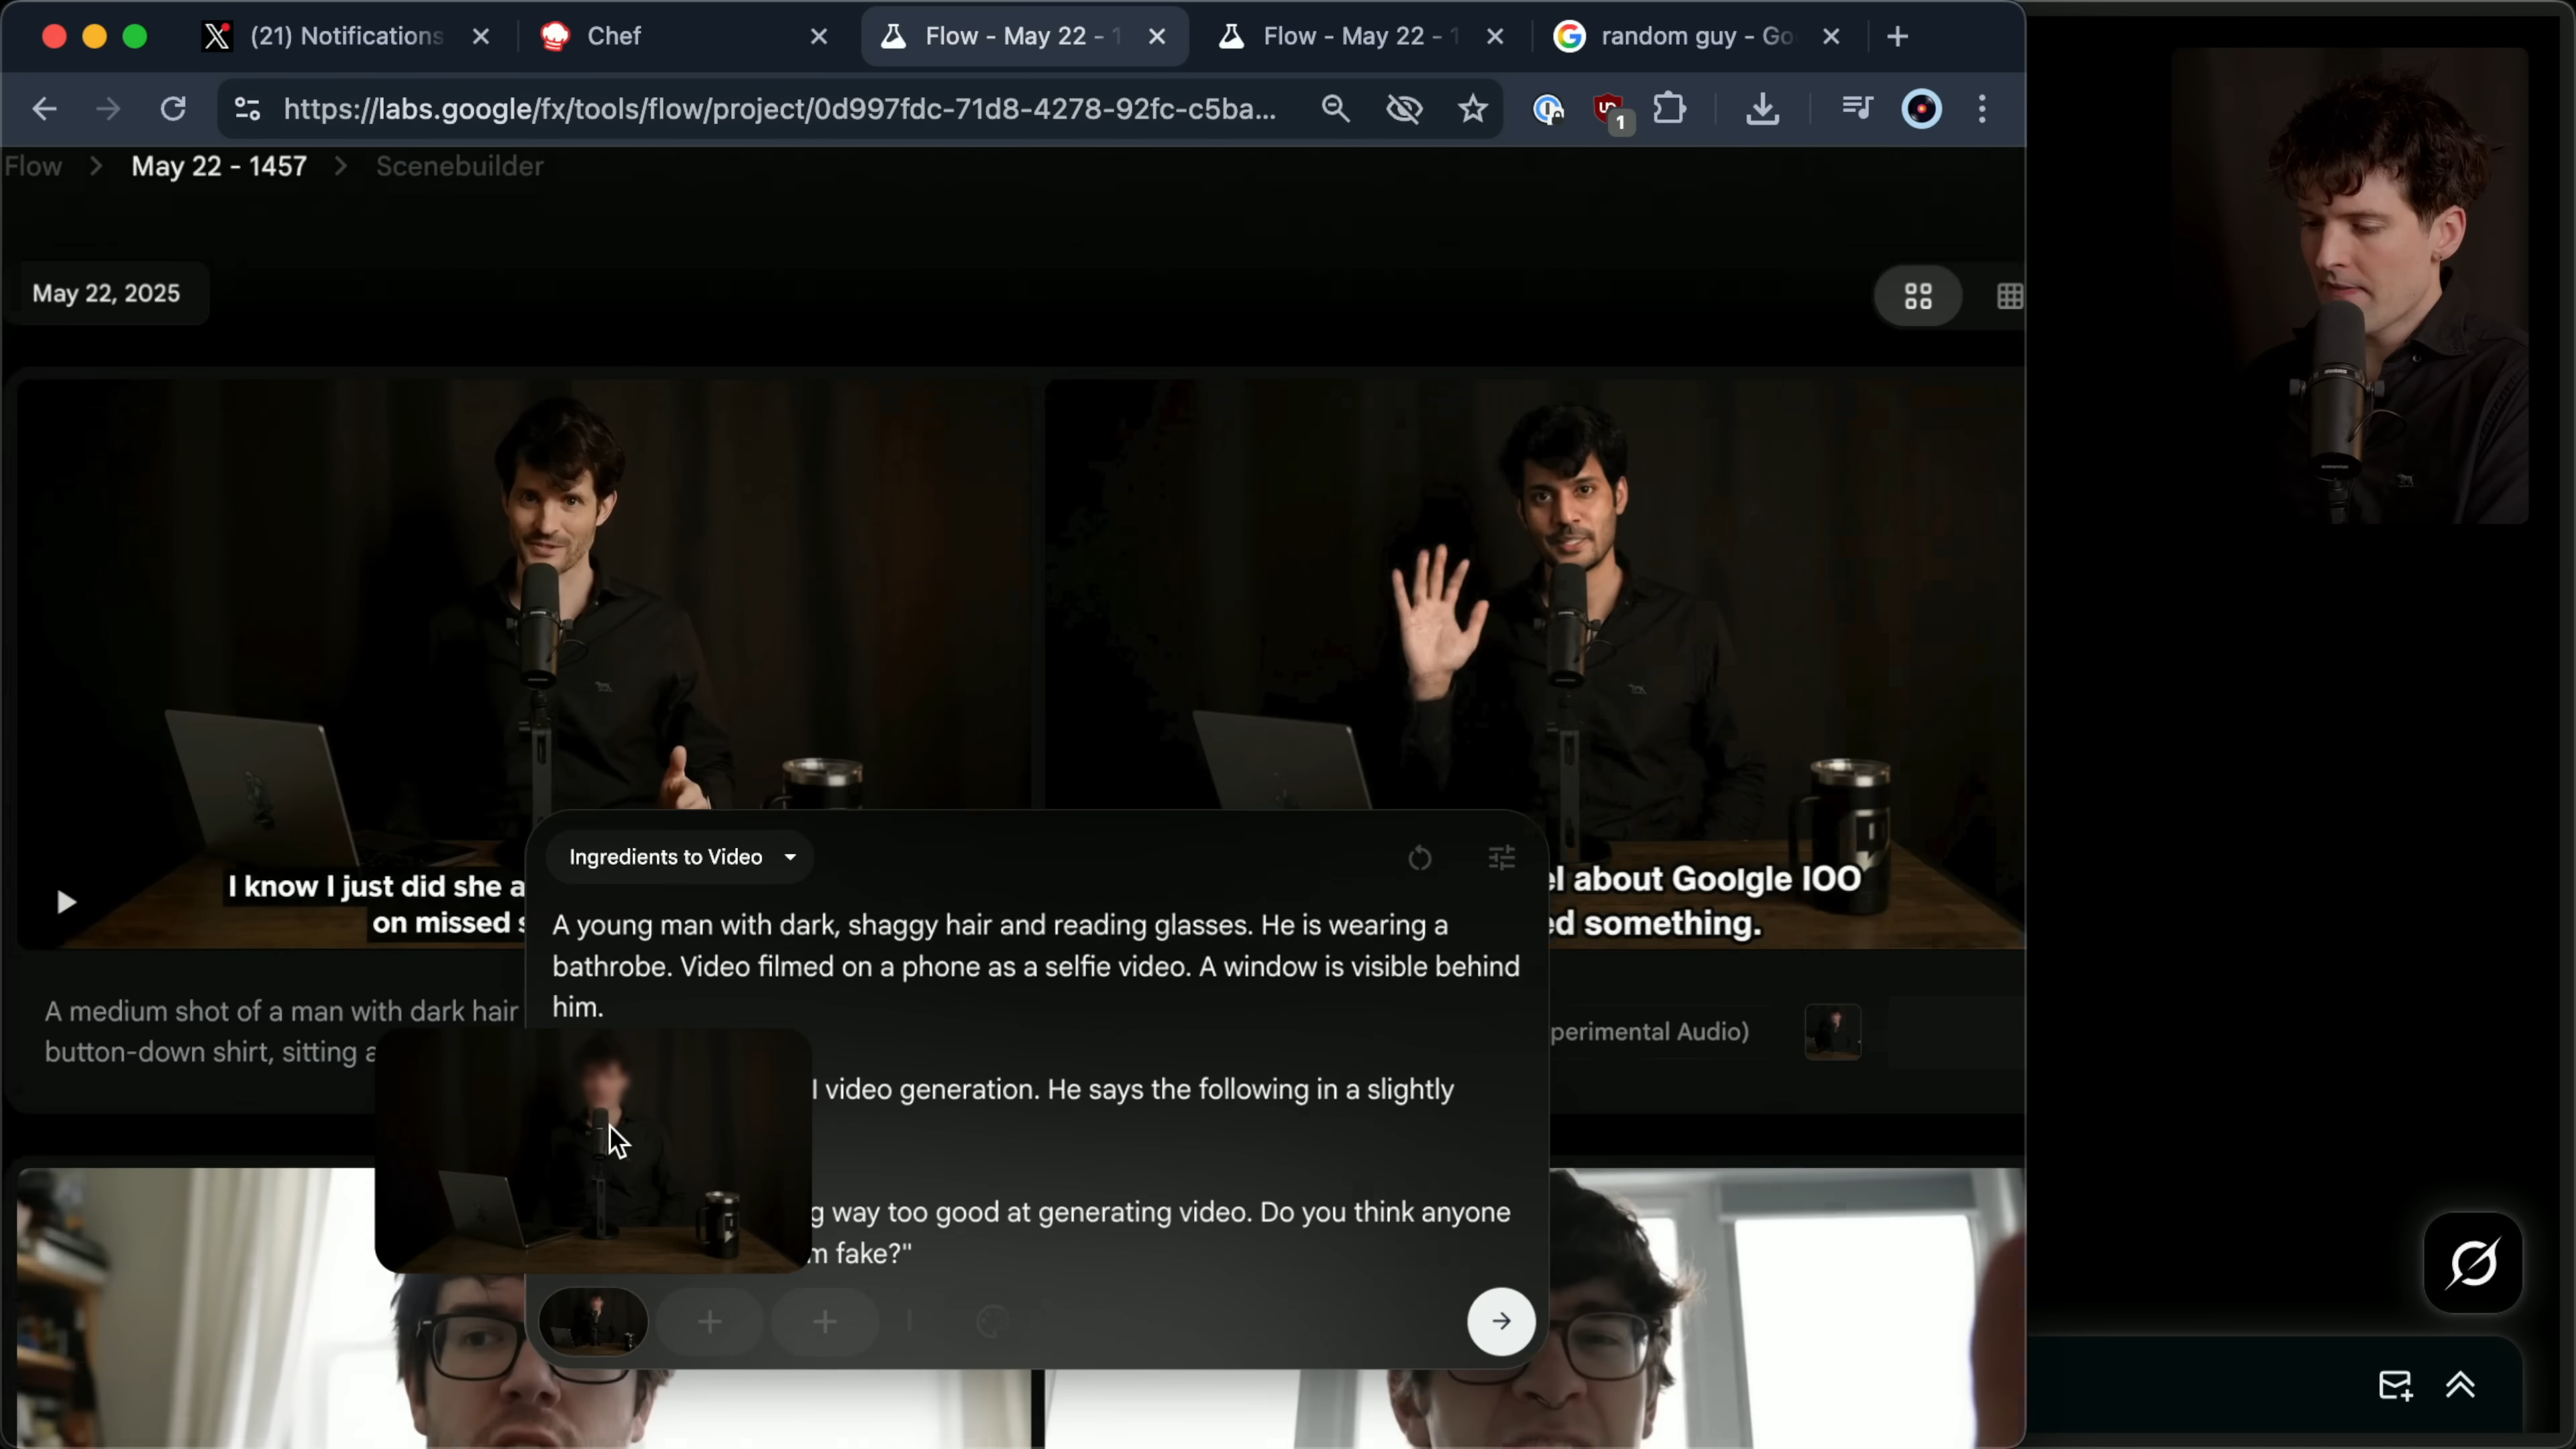 (21) Notifications
Chef
Flow - May 22 - 1
Flow - May 22 - 1
random guy - Go
https://labs.google/fx/tools/flow/project/0d997fdc-71d8-4278-92fc-c5ba...
1
Flow > May 22 - 1457 > Scenebuilder
May 22, 2025
I know I just did she a
on missed s
el about Goolgle IOO
ed something.
Ingredients to Video
A young man with dark, shaggy hair and reading glasses. He is wearing a
bathrobe. Video filmed on a phone as a selfie video. A window is visible behind
him.
I video generation. He says the following in a slightly
g way too good at generating video. Do you think anyone
m fake?"
A medium shot of a man with dark hair
button-down shirt, sitting a
perimental Audio)